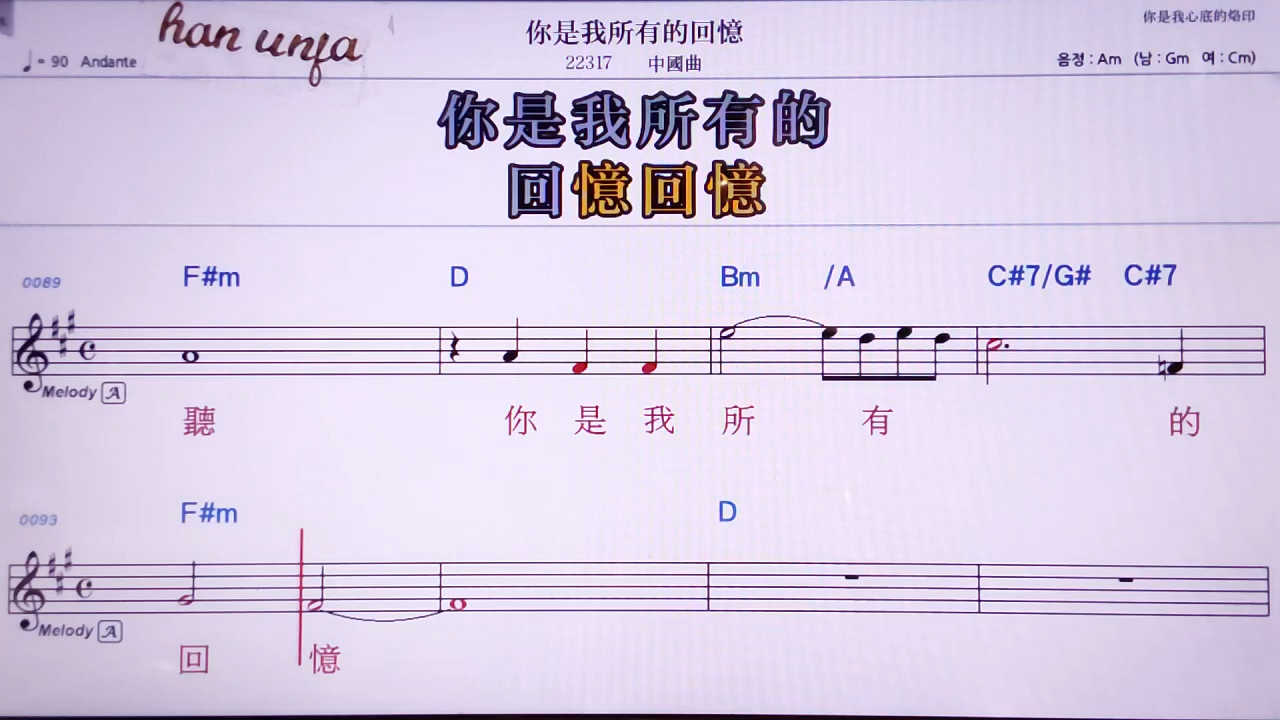 han unfa
你是我所有的回憶
你是我心底的烙印
♩= 90 Andante
22317 中國曲
음정 : Am (남 : Gm 여 : Cm)
你是我所有的
回憶回憶
0089 F#m D Bm /A C#7/G# C#7
Melody A
聽 你 是 我 所 有 的
0093 F#m D
Melody A
回 憶